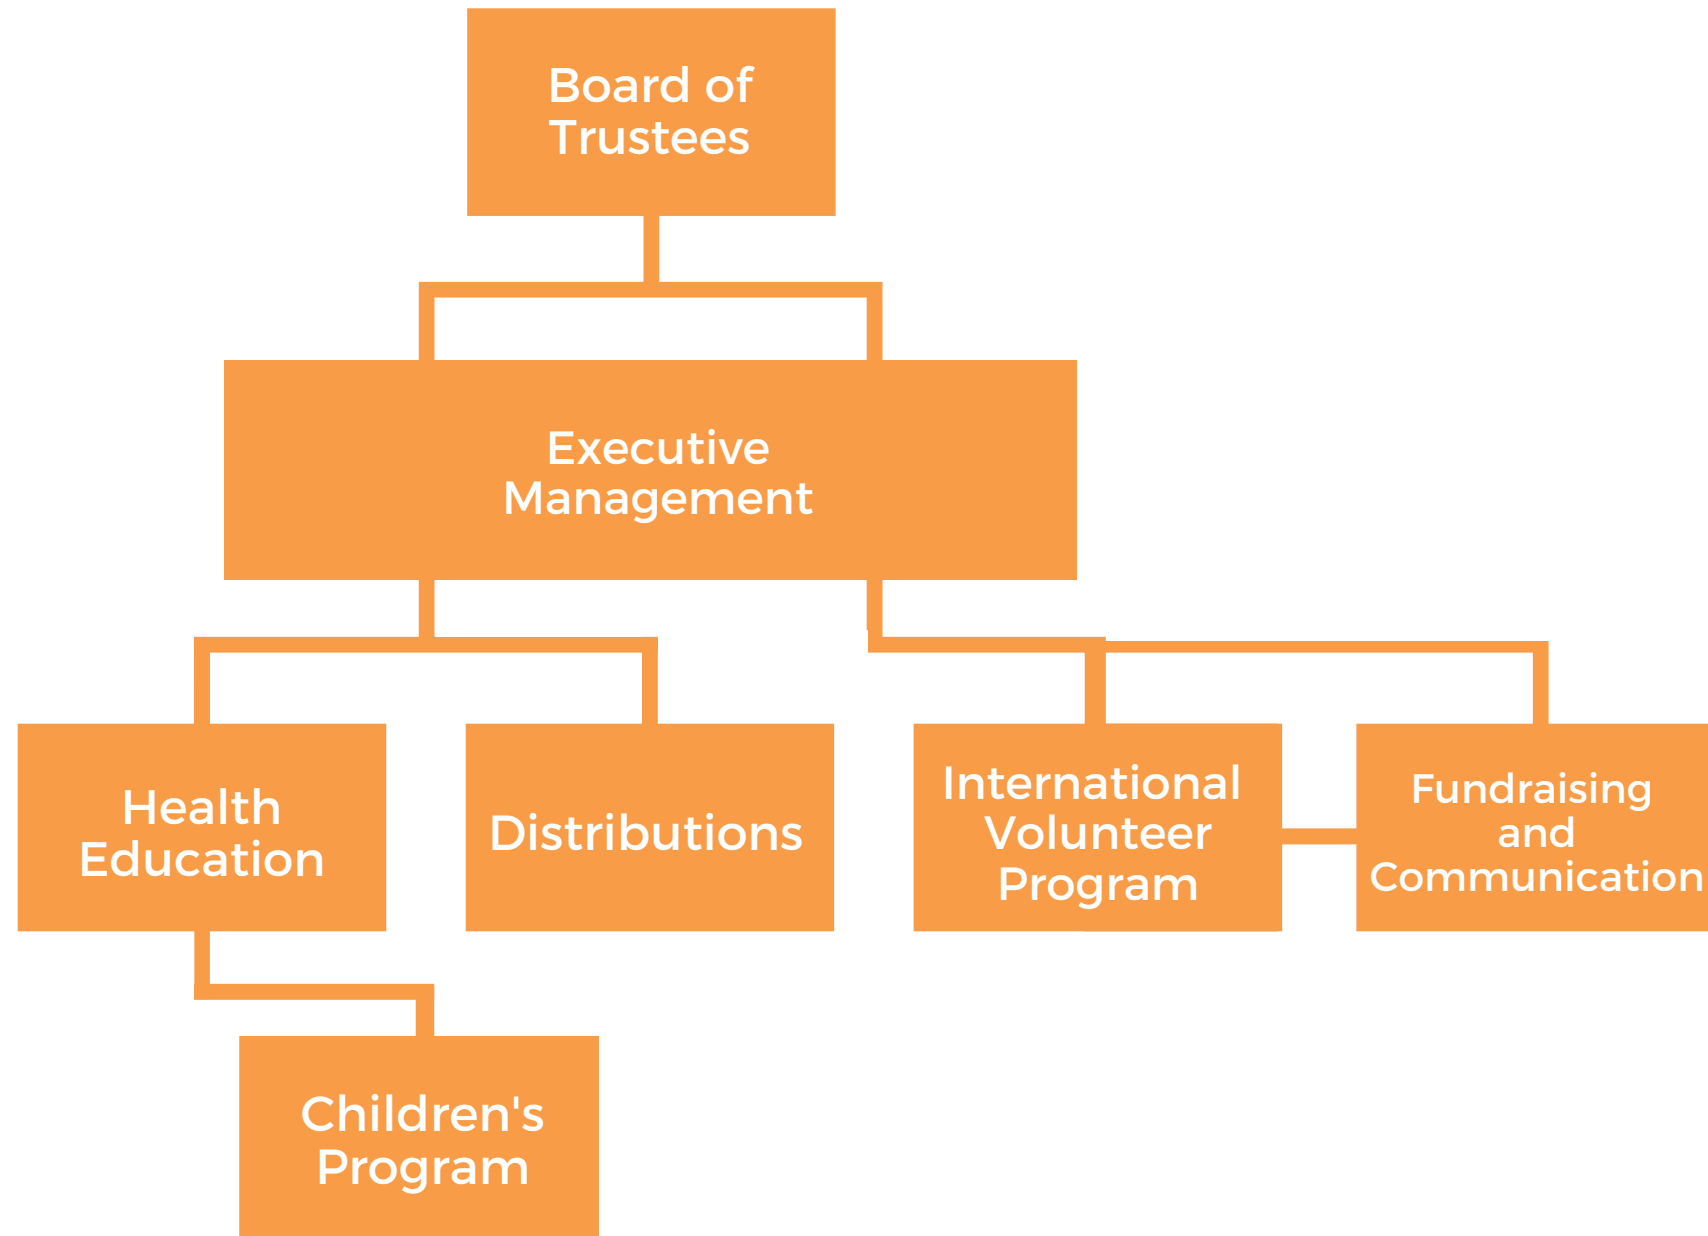 Board of
Trustees
Executive
Management
Health
Education
Distributions
International
Volunteer
Program
Fundraising
and
Communication
Children's
Program